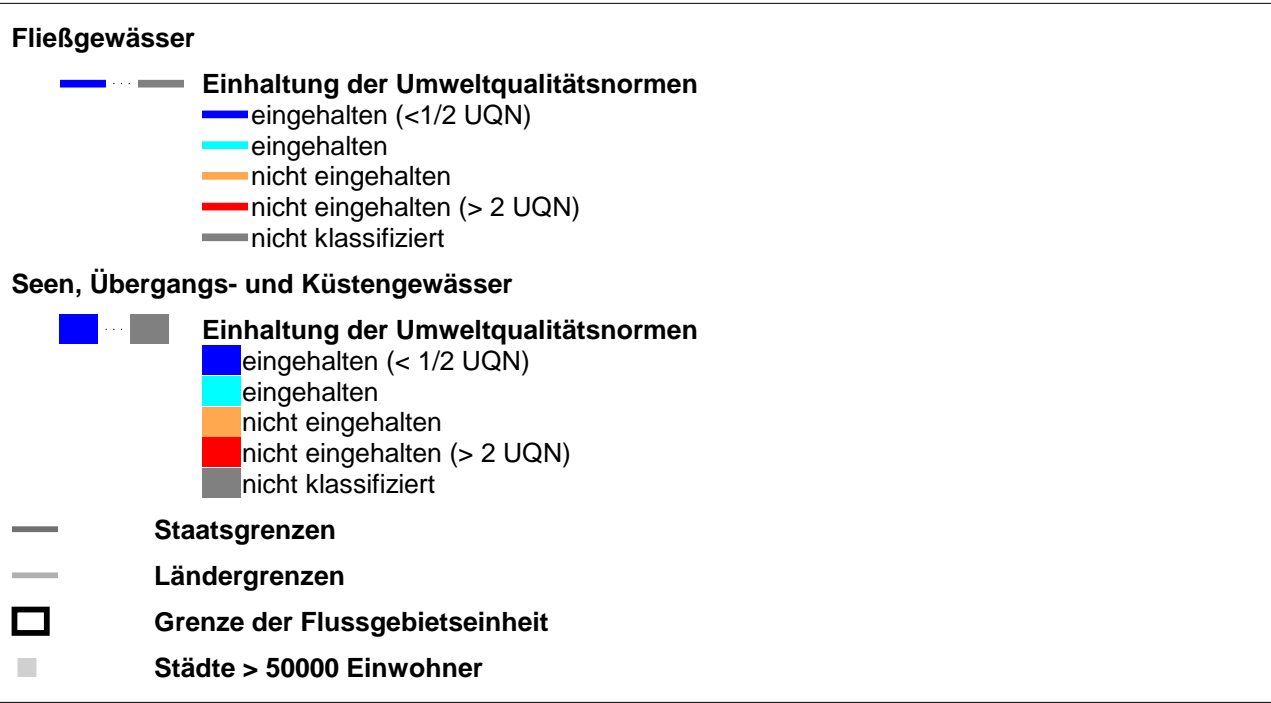 Fließgewässer
Einhaltung der Umweltqualitätsnormen
eingehalten (<1/2 UQN)
eingehalten
nicht eingehalten
nicht eingehalten (> 2 UQN)
nicht klassifiziert
Seen, Übergangs- und Küstengewässer
Einhaltung der Umweltqualitätsnormen
eingehalten (< 1/2 UQN)
eingehalten
nicht eingehalten
nicht eingehalten (> 2 UQN)
nicht klassifiziert
Staatsgrenzen
Ländergrenzen
Grenze der Flussgebietseinheit
Städte > 50000 Einwohner